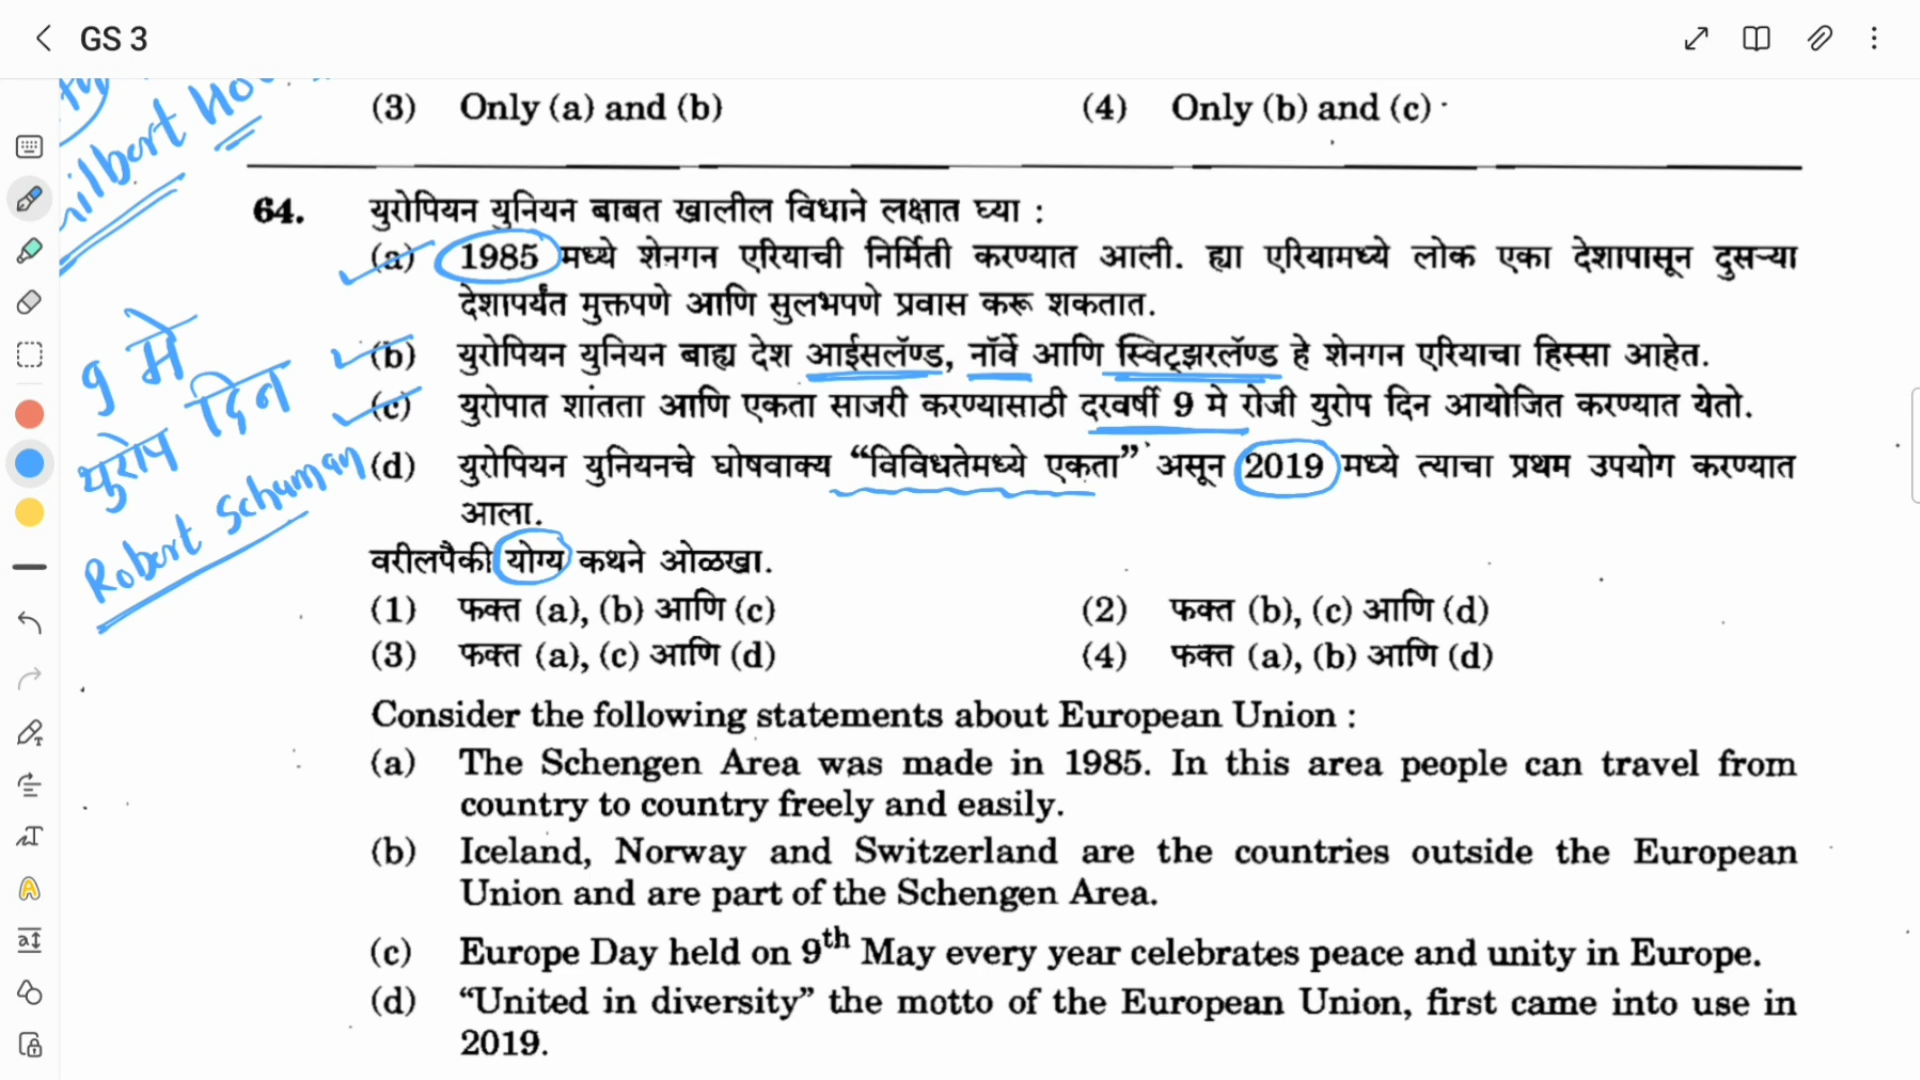 GS 3
(3) Only (a) and (b) (4) Only (b) and (c)
64. युरोपियन युनियन बाबत खालील विधाने लक्षात घ्या :
(a) 1985 मध्ये शेनगन एरियाची निर्मिती करण्यात आली. ह्या एरियामध्ये लोक एका देशापासून दुसऱ्या
देशापर्यंत मुक्तपणे आणि सुलभपणे प्रवास करू शकतात.
(b) युरोपियन युनियन बाह्य देश आईसलॅण्ड, नॉर्वे आणि स्विट्झरलॅण्ड हे शेनगन एरियाचा हिस्सा आहेत.
(c) युरोपात शांतता आणि एकता साजरी करण्यासाठी दरवर्षी 9 मे रोजी युरोप दिन आयोजित करण्यात येतो.
(d) युरोपियन युनियनचे घोषवाक्य “विविधतेमध्ये एकता” असून 2019 मध्ये त्याचा प्रथम उपयोग करण्यात
आला.
वरीलपैकी योग्य कथने ओळखा.
(1) फक्त (a), (b) आणि (c) (2) फक्त (b), (c) आणि (d)
(3) फक्त (a), (c) आणि (d) (4) फक्त (a), (b) आणि (d)
Consider the following statements about European Union :
(a) The Schengen Area was made in 1985. In this area people can travel from
country to country freely and easily.
(b) Iceland, Norway and Switzerland are the countries outside the European
Union and are part of the Schengen Area.
(c) Europe Day held on 9th May every year celebrates peace and unity in Europe.
(d) “United in diversity” the motto of the European Union, first came into use in
2019.
9 मे
युरोप दिन
Robert Schuman